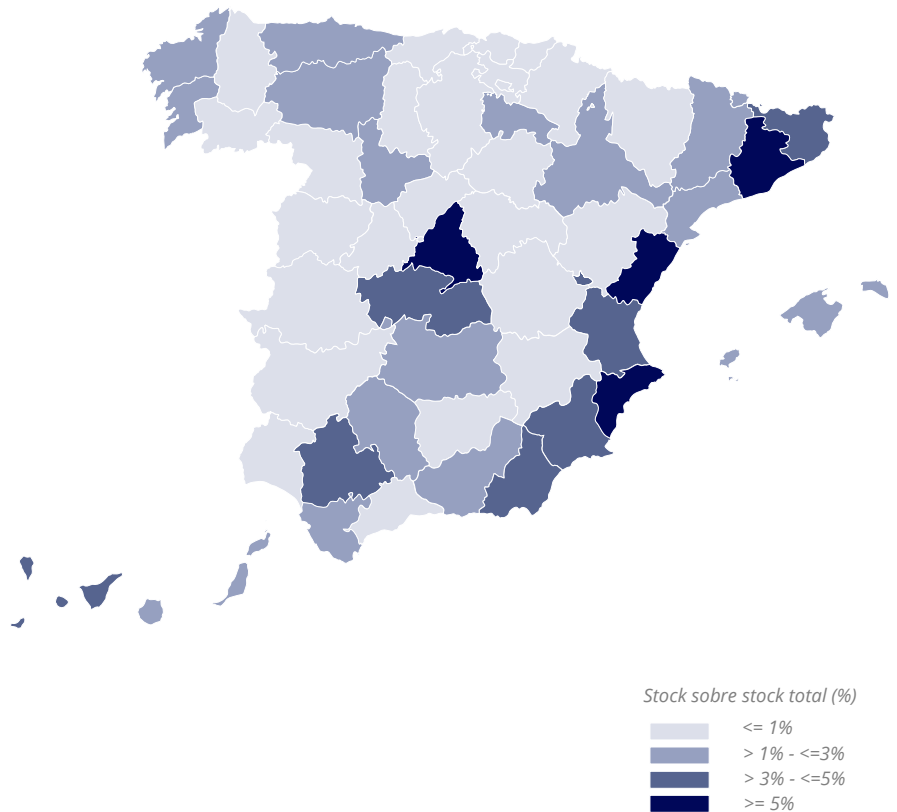 Stock sobre stock total (%)
<= 1%
> 1% - <=3%
> 3% - <=5%
>= 5%